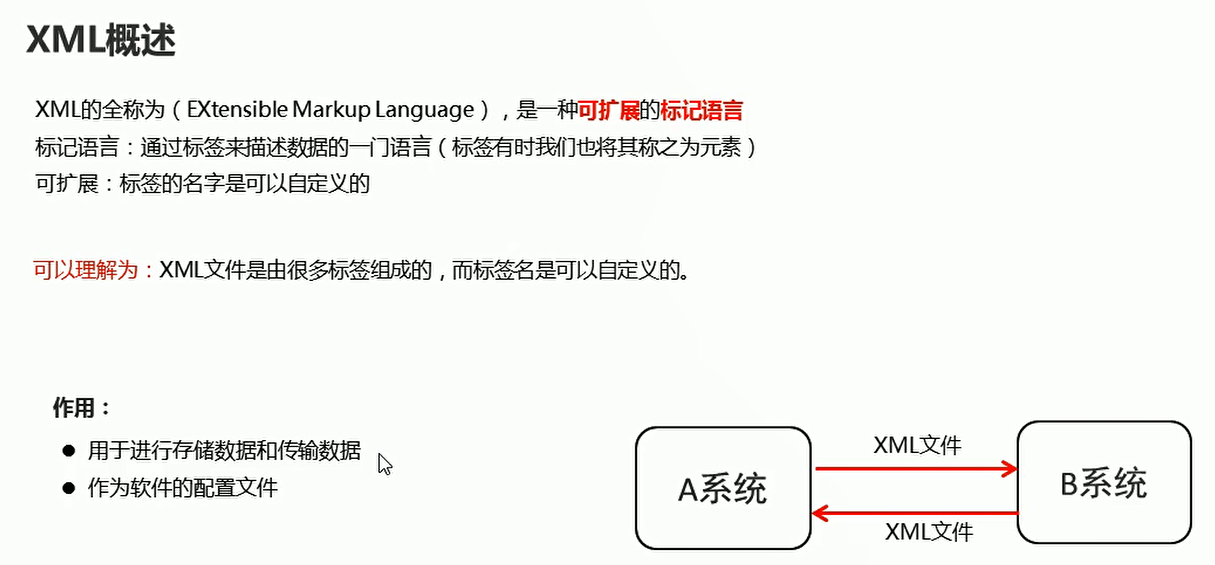 XML概述
XML的全称为（EXtensible Markup Language），是一种可扩展的标记语言
标记语言：通过标签来描述数据的一门语言（标签有时我们也将其称之为元素）
可扩展：标签的名字是可以自定义的
可以理解为：XML文件是由很多标签组成的，而标签名是可以自定义的。
作用：
● 用于进行存储数据和传输数据
● 作为软件的配置文件
A系统
XML文件
XML文件
B系统